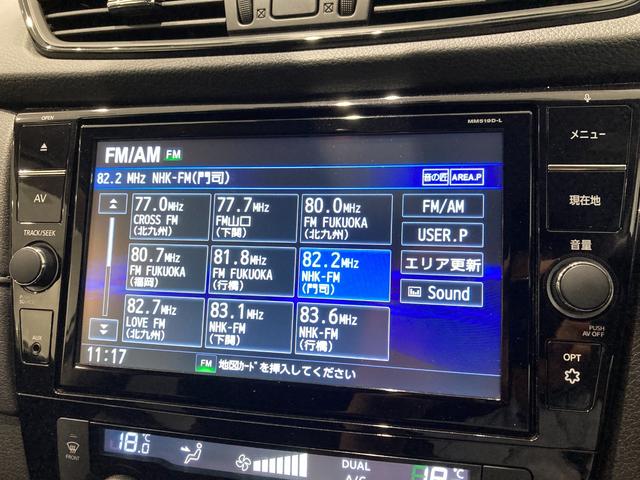 OPEN
MM519D-L
FM/AM FM
82.2 MHz NHK-FM(門司)
音の匠 AREA.P
77.0MHz
CROSS FM
(北九州)
77.7MHz
FM山口
(下関)
80.0MHz
FM FUKUOKA
(北九州)
FM/AM
80.7MHz
FM FUKUOKA
(福岡)
81.8MHz
FM FUKUOKA
(行橋)
82.2MHz
NHK-FM
(門司)
USER.P
エリア更新
82.7MHz
LOVE FM
(北九州)
83.1MHz
NHK-FM
(下関)
83.6MHz
NHK-FM
(行橋)
Sound
11:17
FM 地図ｶｰﾄﾞを挿入してください
AV
TRACK/SEEK
AUX
メニュー
現在地
音量
PUSH
AV OFF
OPT
FRONT
18.0℃
DUAL
A/C
18℃